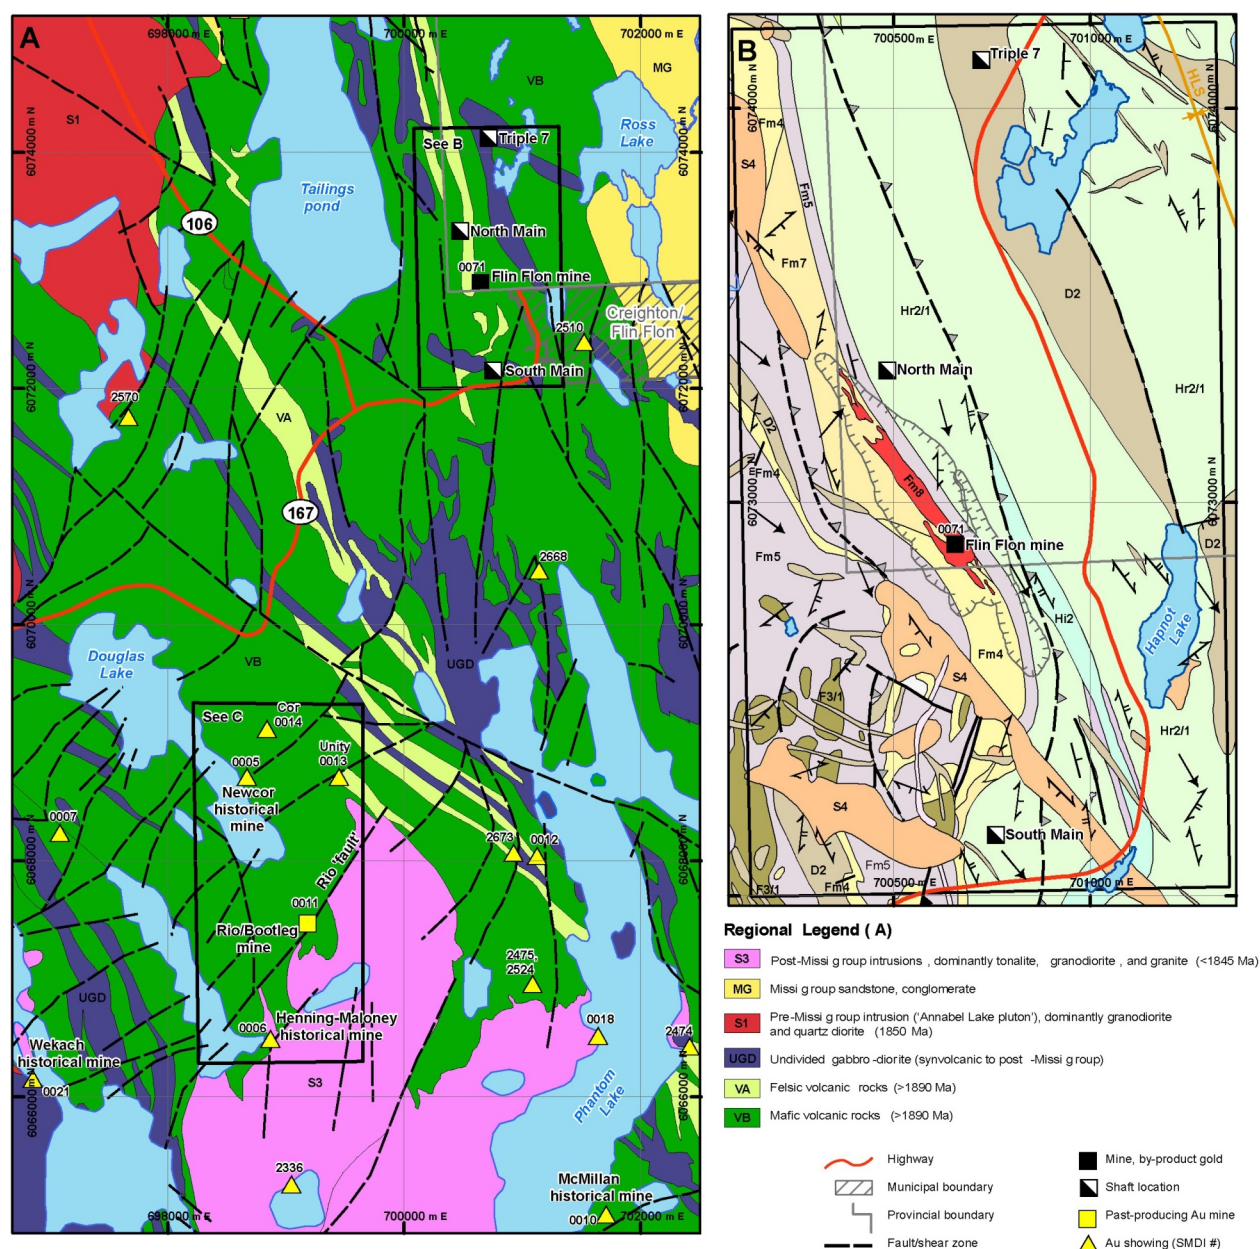 A
698000 m E
700000 m E
702000 m E
S1
VB
MG
6074000 m N
See B
Triple 7
Ross
Lake
6074000 m N
Tailings
pond
106
North Main
0071
Flin Flon mine
Creighton/
Flin Flon
2510
South Main
6072000 m N
6072000 m N
2570
VA
167
2668
6070000 m N
6070000 m N
Douglas
Lake
VB
UGD
See C
Cor
0014
Unity
0013
0005
Newcor
historical
mine
0007
2673
0012
6068000 m N
6068000 m N
Rio 'fault'
0011
Rio/Bootleg
mine
2475,
2524
UGD
0006
Henning-Maloney
historical mine
0018
2474
Wekach
historical mine
0021
S3
6066000 m N
6066000 m N
Phantom
Lake
2336
McMillan
historical mine
0010
698000 m E
700000 m E
702000 m E
B
700500 m E
701000 m E
Triple 7
HLS
6074000 m N
6074000 m N
Fm4
S4
Fm5
Fm7
D2
Hr2/1
North Main
Hr2/1
D2
Fm4
Fm8
6073000 m N
6073000 m N
0071
Flin Flon mine
D2
Fm5
Hi2
Hapnot
Lake
Fm4
S4
F3/1
Hr2/1
S4
South Main
D2
Fm5
Fm4
F3/1
700500 m E
701000 m E
Regional Legend ( A )
S3 Post-Missi group intrusions , dominantly tonalite, granodiorite , and granite (<1845 Ma)
MG Missi group sandstone, conglomerate
S1 Pre-Missi group intrusion ('Annabel Lake pluton'), dominantly granodiorite
and quartz diorite (1850 Ma)
UGD Undivided gabbro -diorite (synvolcanic to post -Missi group)
VA Felsic volcanic rocks (>1890 Ma)
VB Mafic volcanic rocks (>1890 Ma)
Highway
Mine, by-product gold
Municipal boundary
Shaft location
Provincial boundary
Past-producing Au mine
Fault/shear zone
Au showing (SMDI #)